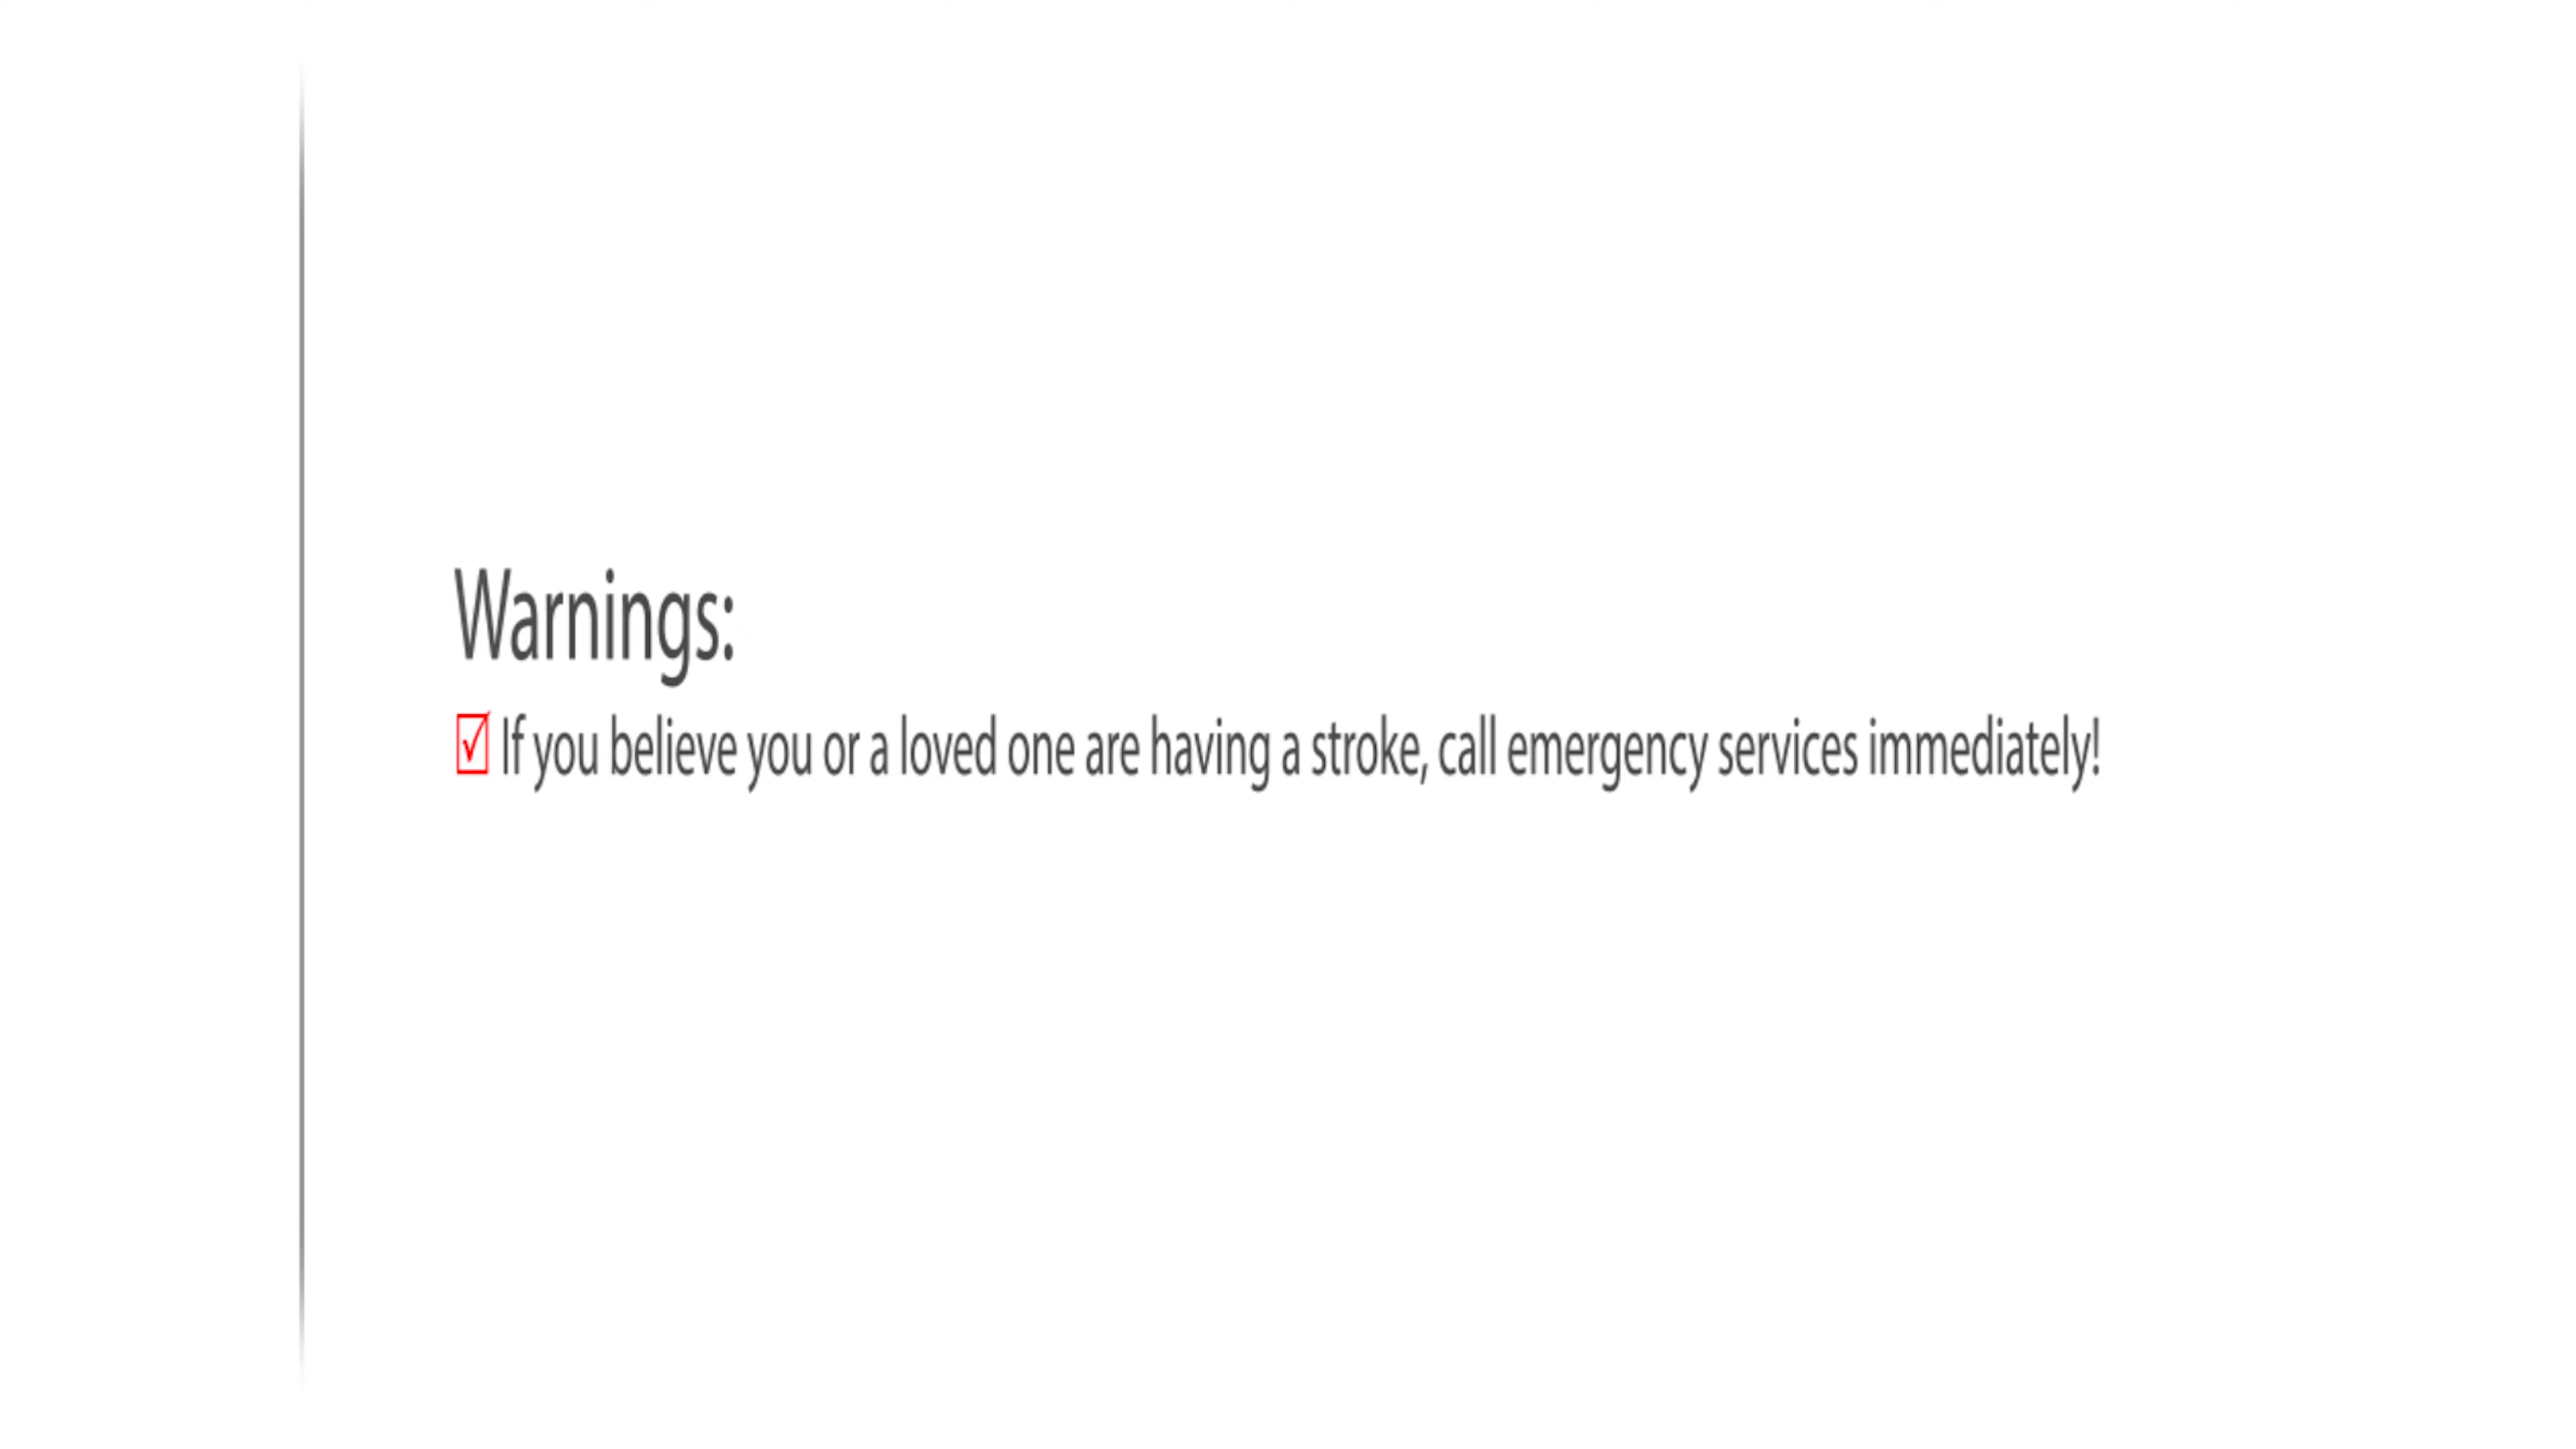 Warnings:
☑ If you believe you or a loved one are having a stroke, call emergency services immediately!